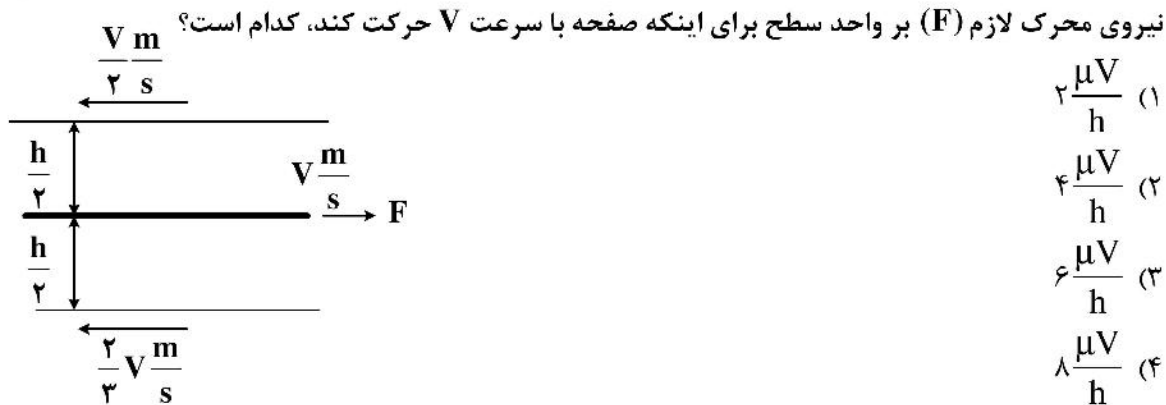 نیروی محرک لازم (F) بر واحد سطح برای اینکه صفحه با سرعت V حرکت کند، کدام است؟
۱) ۲ μV/h
۲) ۴ μV/h
۳) ۶ μV/h
۴) ۸ μV/h
V/۲ m/s
h/۲
V m/s
F
h/۲
۲/۳ V m/s